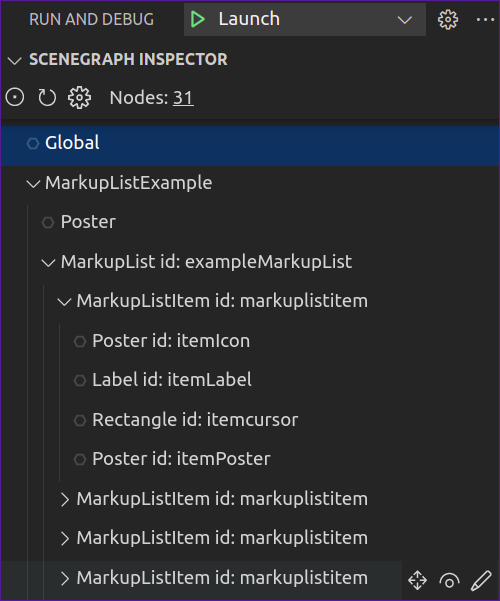 RUN AND DEBUG Launch
SCENEGRAPH INSPECTOR
Nodes: 31
Global
MarkupListExample
Poster
MarkupList id: exampleMarkupList
MarkupListItem id: markuplistitem
Poster id: itemIcon
Label id: itemLabel
Rectangle id: itemcursor
Poster id: itemPoster
MarkupListItem id: markuplistitem
MarkupListItem id: markuplistitem
MarkupListItem id: markuplistitem